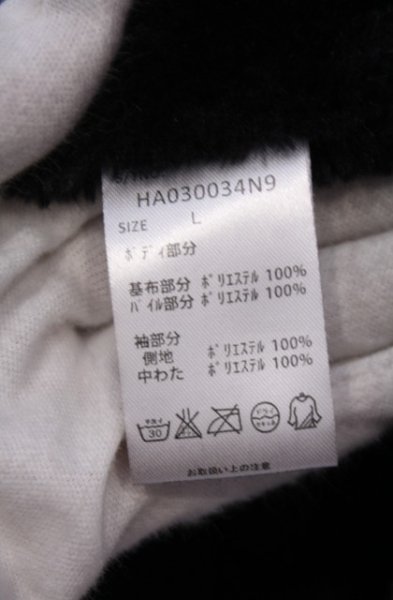 HA030034N9
SIZE L
ﾎﾞﾃﾞｨ部分
基布部分 ﾎﾟﾘｴｽﾃﾙ 100%
ﾊﾟｲﾙ部分 ﾎﾟﾘｴｽﾃﾙ 100%
袖部分
側地 ﾎﾟﾘｴｽﾃﾙ 100%
中わた ﾎﾟﾘｴｽﾃﾙ 100%
30 ドライ
お取扱い上の注意